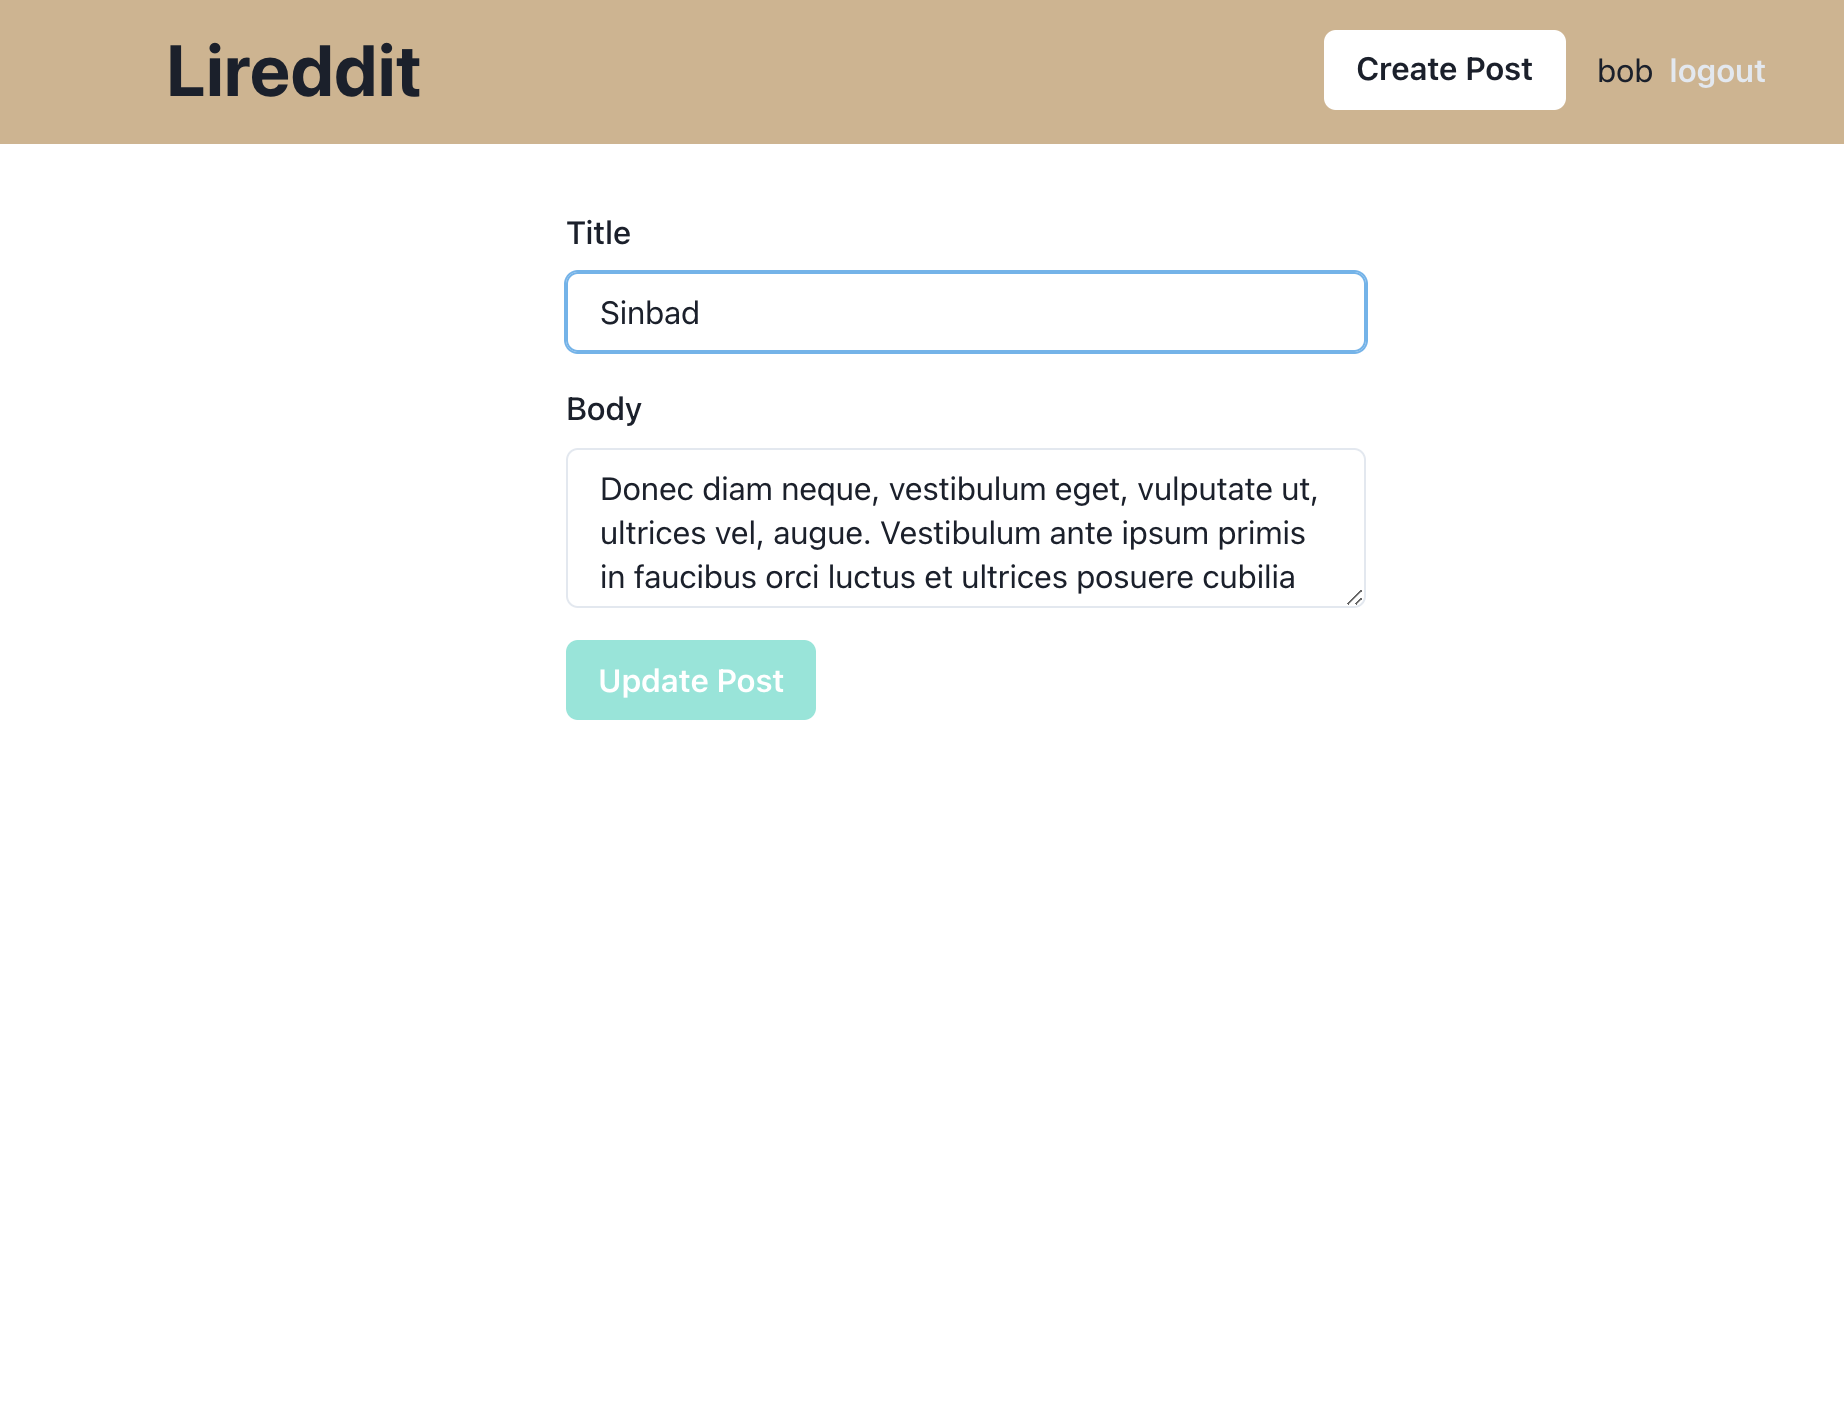 Lireddit
Create Post
bob logout
Title
Sinbad
Body
Donec diam neque, vestibulum eget, vulputate ut,
ultrices vel, augue. Vestibulum ante ipsum primis
in faucibus orci luctus et ultrices posuere cubilia
Update Post